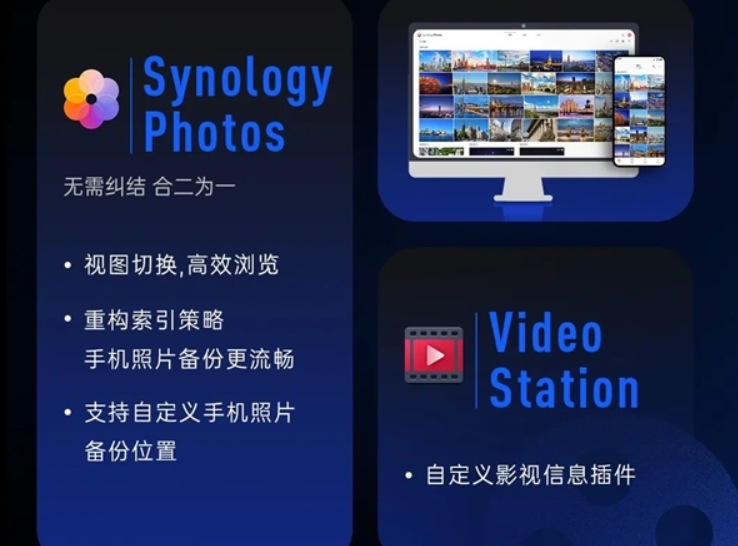 Synology
Photos
无需纠结 合二为一
• 视图切换,高效浏览
• 重构索引策略
手机照片备份更流畅
• 支持自定义手机照片
备份位置
Video
Station
• 自定义影视信息插件